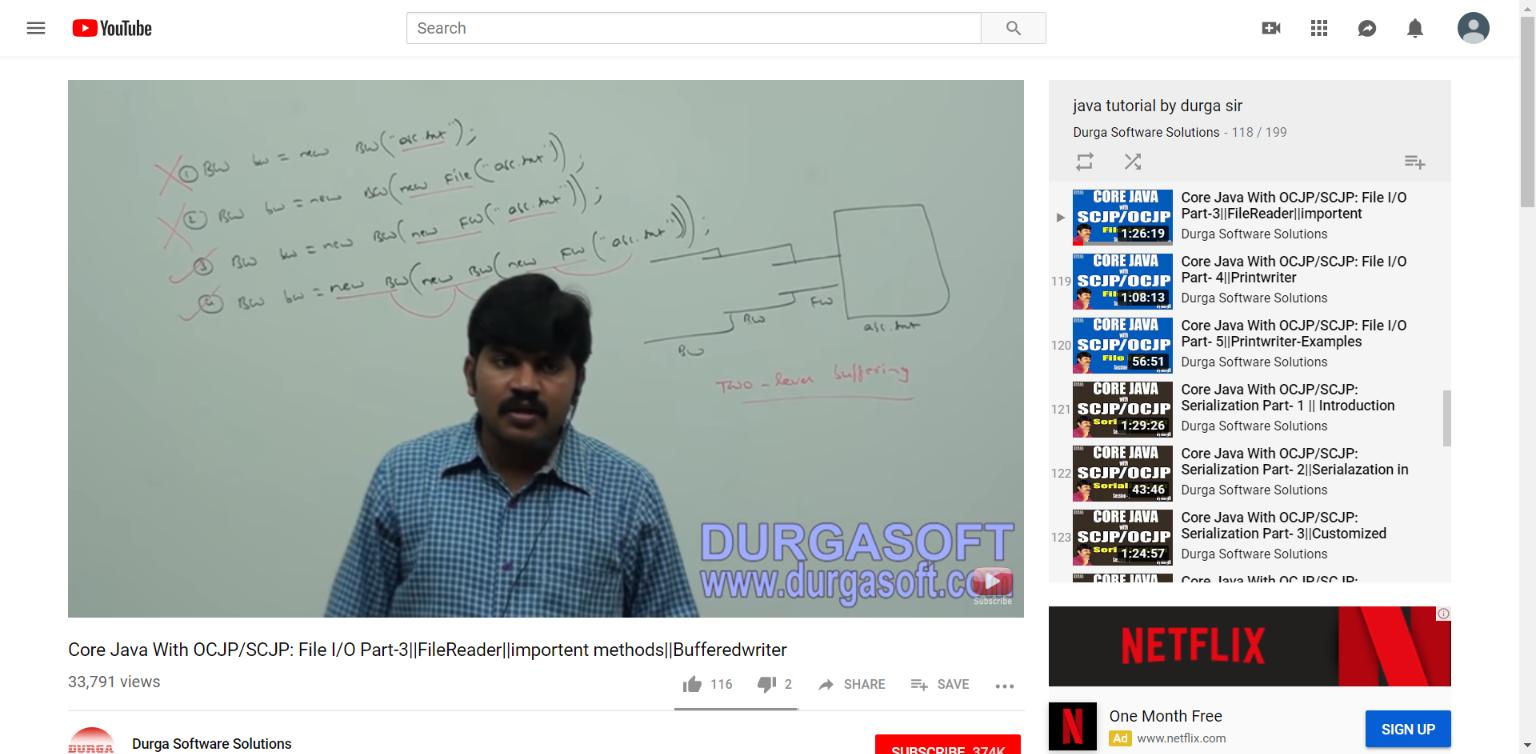 YouTube
Search
① BW bw = new BW("abc.txt");
② BW bw = new BW(new File("abc.txt"));
③ BW bw = new BW(new FW("abc.txt"));
④ BW bw = new BW(new BW(new FW("abc.txt")));
FW
BW
abc.txt
BW
Two-level buffering
DURGASOFT
www.durgasoft.com
Subscribe
Core Java With OCJP/SCJP: File I/O Part-3||FileReader||importent methods||Bufferedwriter
33,791 views
116
2
SHARE
SAVE
DURGA
Durga Software Solutions
SUBSCRIBE 374K
java tutorial by durga sir
Durga Software Solutions - 118 / 199
CORE JAVA
with
SCJP/OCJP
1:26:19
Core Java With OCJP/SCJP: File I/O
Part-3||FileReader||importent
Durga Software Solutions
119
CORE JAVA
with
SCJP/OCJP
1:08:13
Core Java With OCJP/SCJP: File I/O
Part- 4||Printwriter
Durga Software Solutions
120
CORE JAVA
with
SCJP/OCJP
File
56:51
Core Java With OCJP/SCJP: File I/O
Part- 5||Printwriter-Examples
Durga Software Solutions
121
CORE JAVA
with
SCJP/OCJP
1:29:26
Core Java With OCJP/SCJP:
Serialization Part- 1 || Introduction
Durga Software Solutions
122
CORE JAVA
with
SCJP/OCJP
43:46
Core Java With OCJP/SCJP:
Serialization Part- 2||Serialazation in
Durga Software Solutions
123
CORE JAVA
with
SCJP/OCJP
1:24:57
Core Java With OCJP/SCJP:
Serialization Part- 3||Customized
Durga Software Solutions
CORE JAVA
Core Java With OCJP/SCJP:
NETFLIX
N
One Month Free
Ad www.netflix.com
SIGN UP